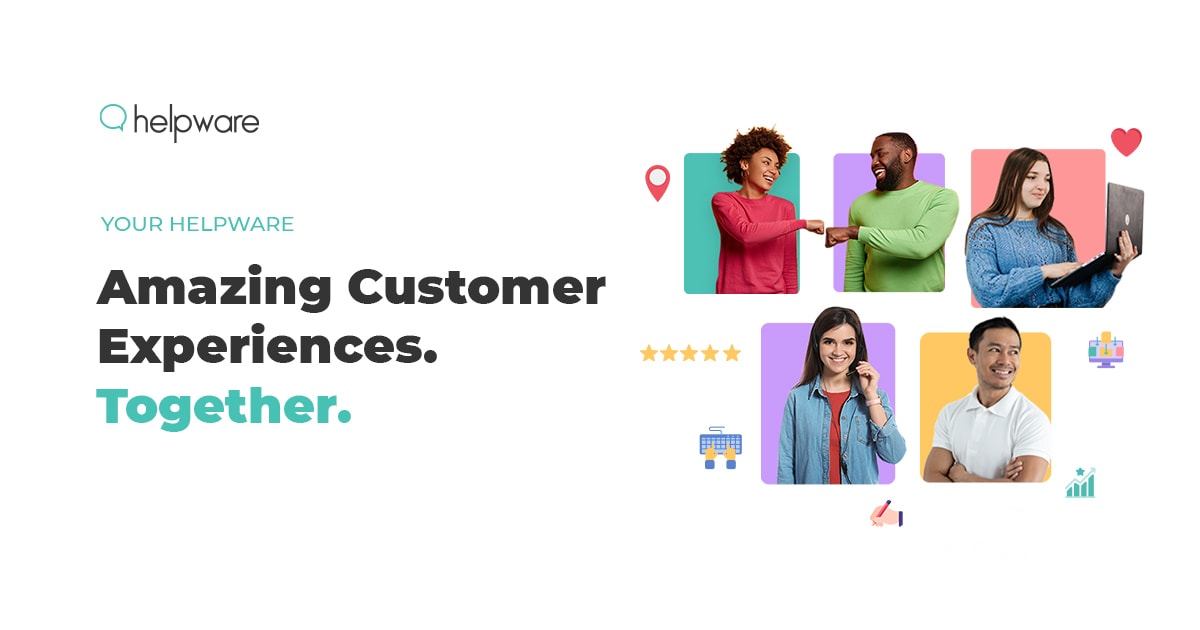 helpware
YOUR HELPWARE
Amazing Customer
Experiences.
Together.